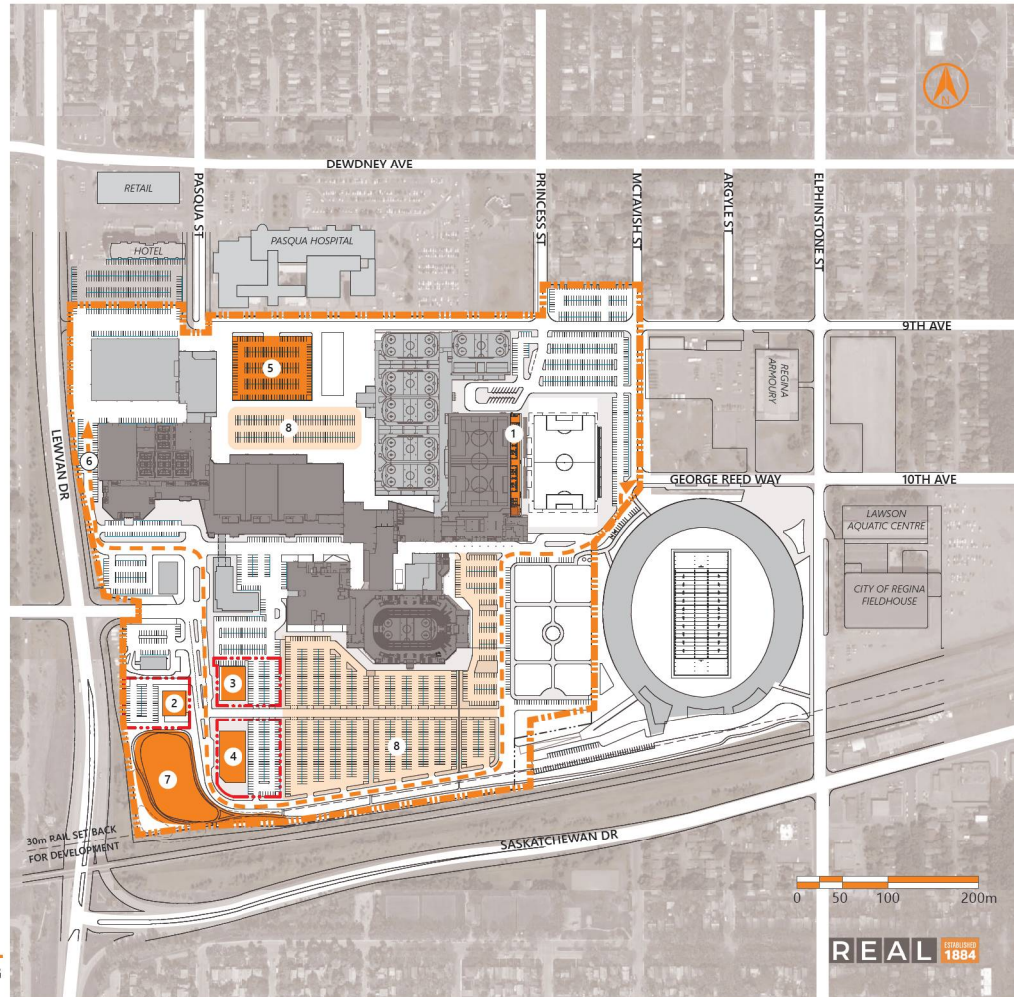 N
DEWDNEY AVE
RETAIL
PASQUA ST
PRINCESS ST
MCTAVISH ST
ARGYLE ST
ELPHINSTONE ST
PASQUA HOSPITAL
HOTEL
9TH AVE
5
REGINA
ARMOURY
8
1
LEWVAN DR
6
GEORGE REED WAY
10TH AVE
LAWSON
AQUATIC CENTRE
CITY OF REGINA
FIELDHOUSE
3
2
4
8
7
30m RAIL SET BACK
FOR DEVELOPMENT
SASKATCHEWAN DR
0 50 100 200m
REAL ESTABLISHED
1884